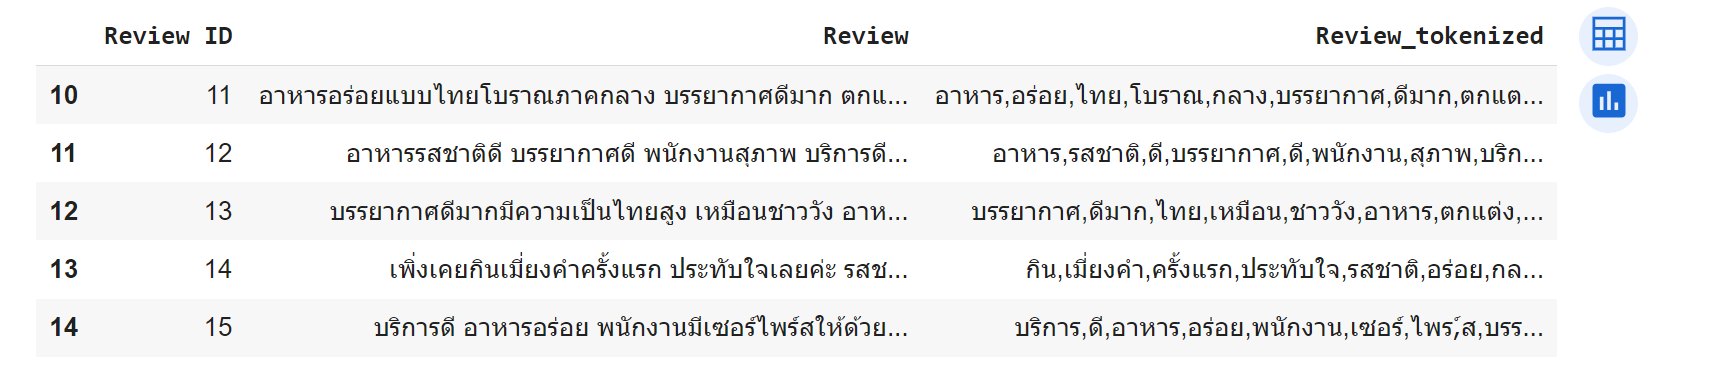 Review ID Review Review_tokenized
10 11 อาหารอร่อยแบบไทยโบราณภาคกลาง บรรยากาศดีมาก ตกแ... อาหาร,อร่อย,ไทย,โบราณ,กลาง,บรรยากาศ,ดีมาก,ตกแต...
11 12 อาหารรสชาติดี บรรยากาศดี พนักงานสุภาพ บริการดี... อาหาร,รสชาติ,ดี,บรรยากาศ,ดี,พนักงาน,สุภาพ,บริก...
12 13 บรรยากาศดีมากมีความเป็นไทยสูง เหมือนชาววัง อาห... บรรยากาศ,ดีมาก,ไทย,เหมือน,ชาววัง,อาหาร,ตกแต่ง,...
13 14 เพิ่งเคยกินเมี่ยงคำครั้งแรก ประทับใจเลยค่ะ รสช... กิน,เมี่ยงคำ,ครั้งแรก,ประทับใจ,รสชาติ,อร่อย,กล...
14 15 บริการดี อาหารอร่อย พนักงานมีเซอร์ไพร์สให้ด้วย... บริการ,ดี,อาหาร,อร่อย,พนักงาน,เซอร์,ไพร,์ส,บรร...